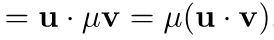 = u · μv = μ(u · v).